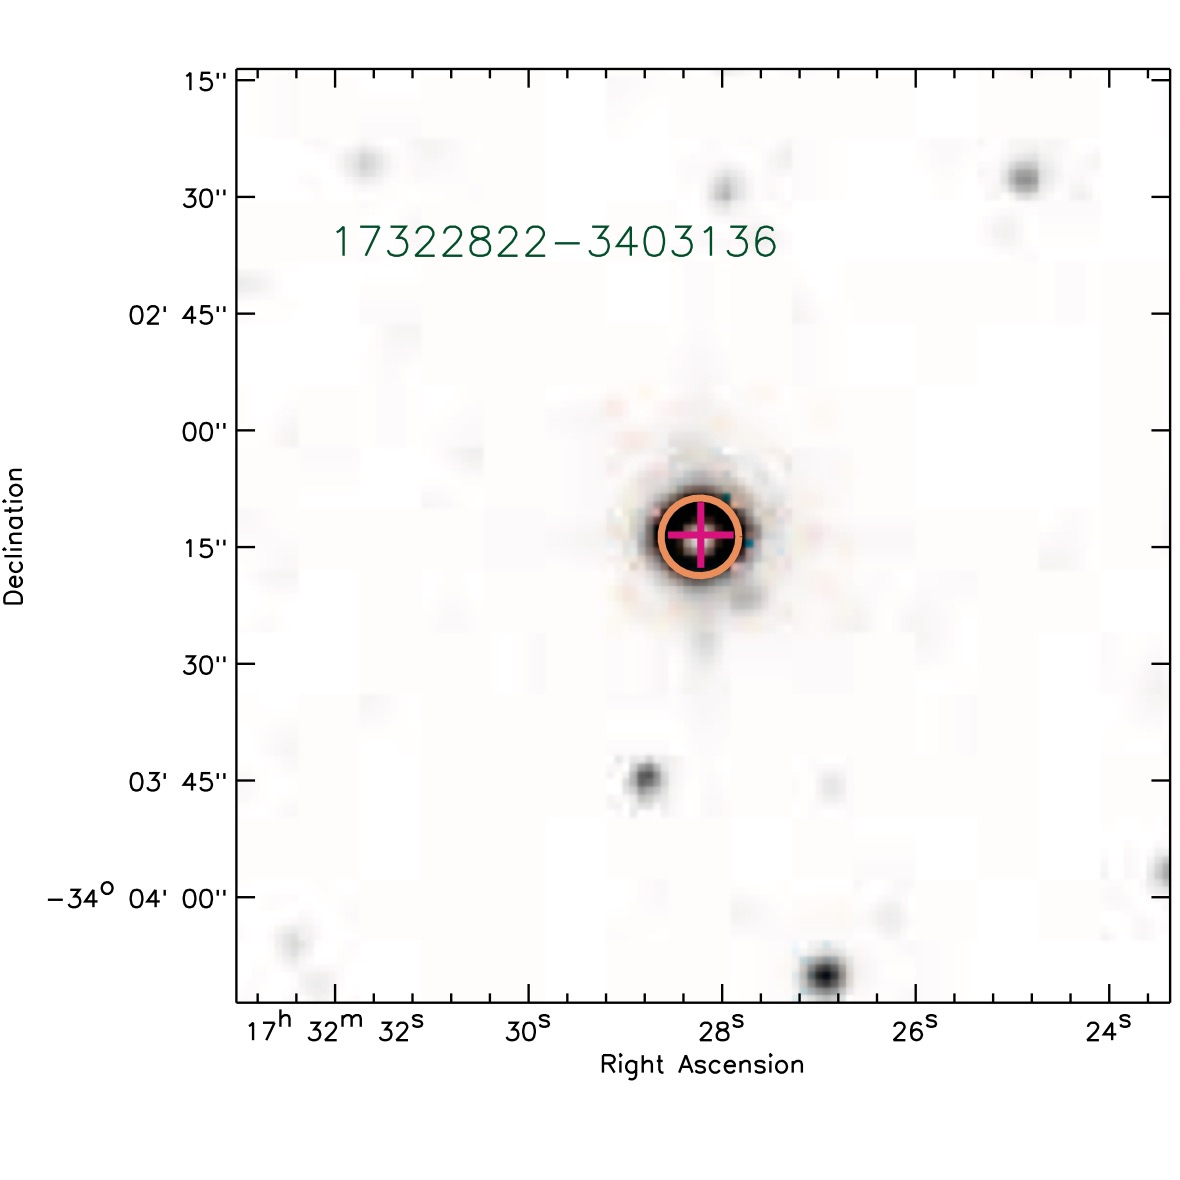 15''
30''
17322822-3403136
02' 45''
00''
15''
30''
03' 45''
-34° 04' 00''
17h 32m 32s 30s 28s 26s 24s
Right Ascension
Declination